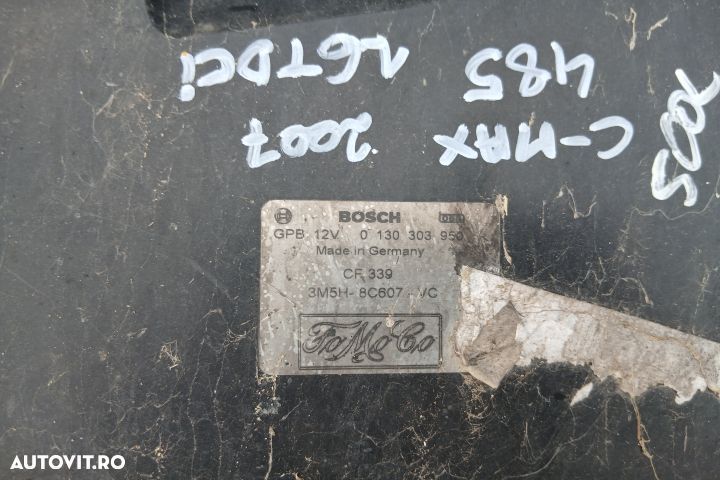 C-MAX 2007
485 1.6TDCi
2005
BOSCH
GPB 12V 0 130 303 950
Made in Germany
CF 339
3M5H- 8C607 -VC
FoMoCo
AUTOVIT.RO